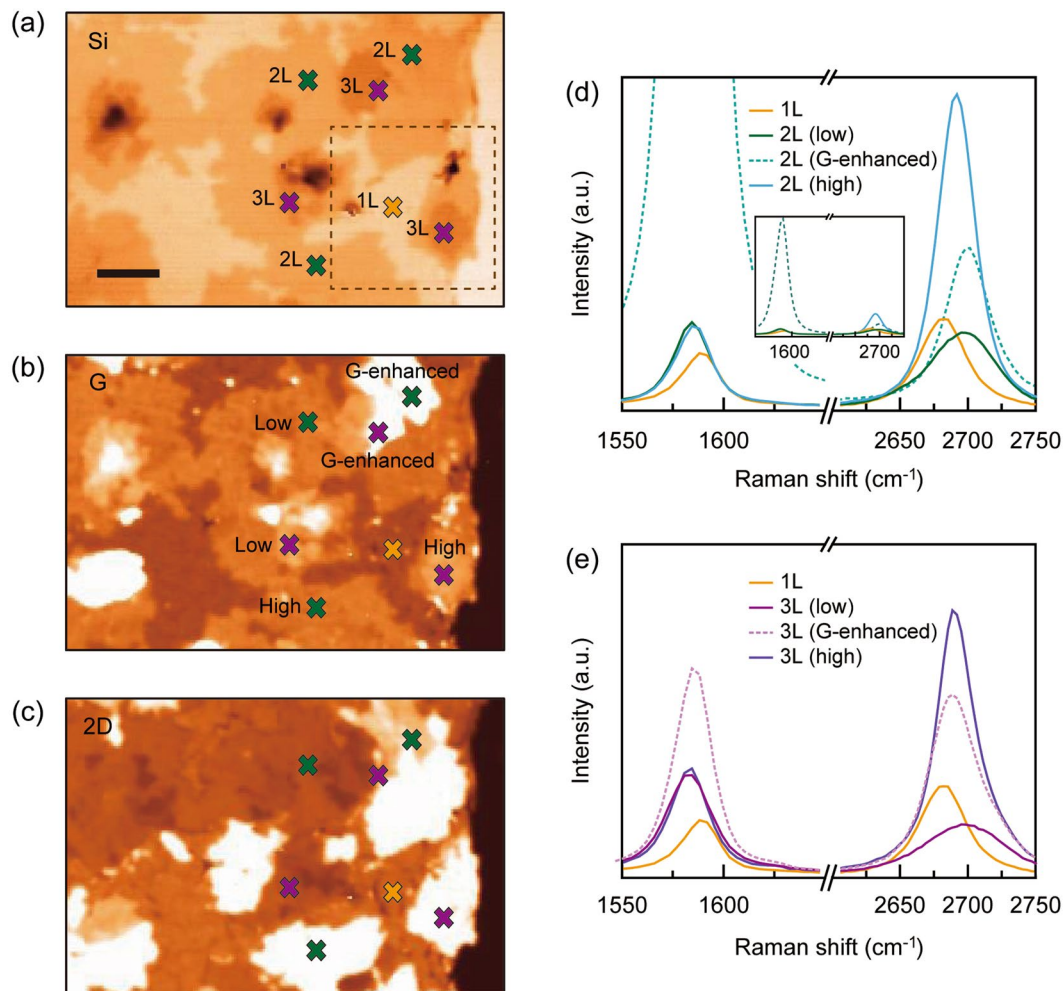 (a)
Si
2L
2L
3L
3L
1L
3L
2L
(b)
G
G-enhanced
Low
G-enhanced
Low
High
High
(c)
2D
(d)
1L
2L (low)
2L (G-enhanced)
2L (high)
Intensity (a.u.)
1600
2700
1550
1600
2650
2700
2750
Raman shift (cm⁻¹)
(e)
1L
3L (low)
3L (G-enhanced)
3L (high)
Intensity (a.u.)
1550
1600
2650
2700
2750
Raman shift (cm⁻¹)